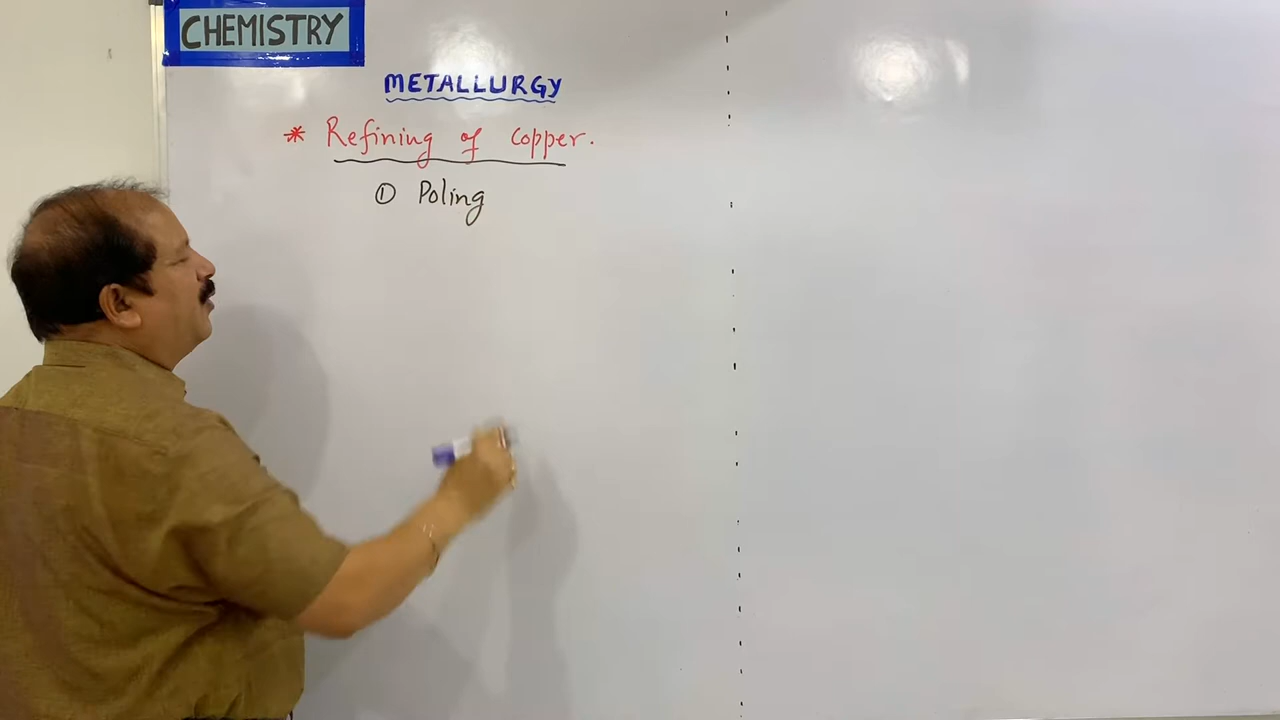 CHEMISTRY
METALLURGY
* Refining of Copper.
① Poling